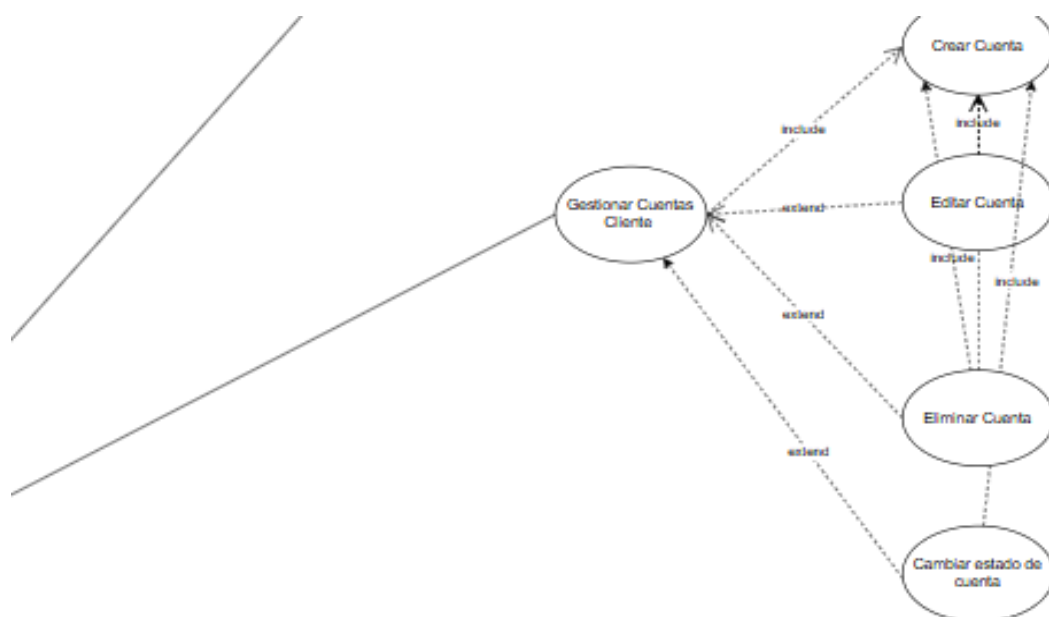 Crear Cuenta
include
include
Gestionar Cuentas
Cliente
extend
Editar Cuenta
include
include
extend
Eliminar Cuenta
extend
Cambiar estado de
cuenta